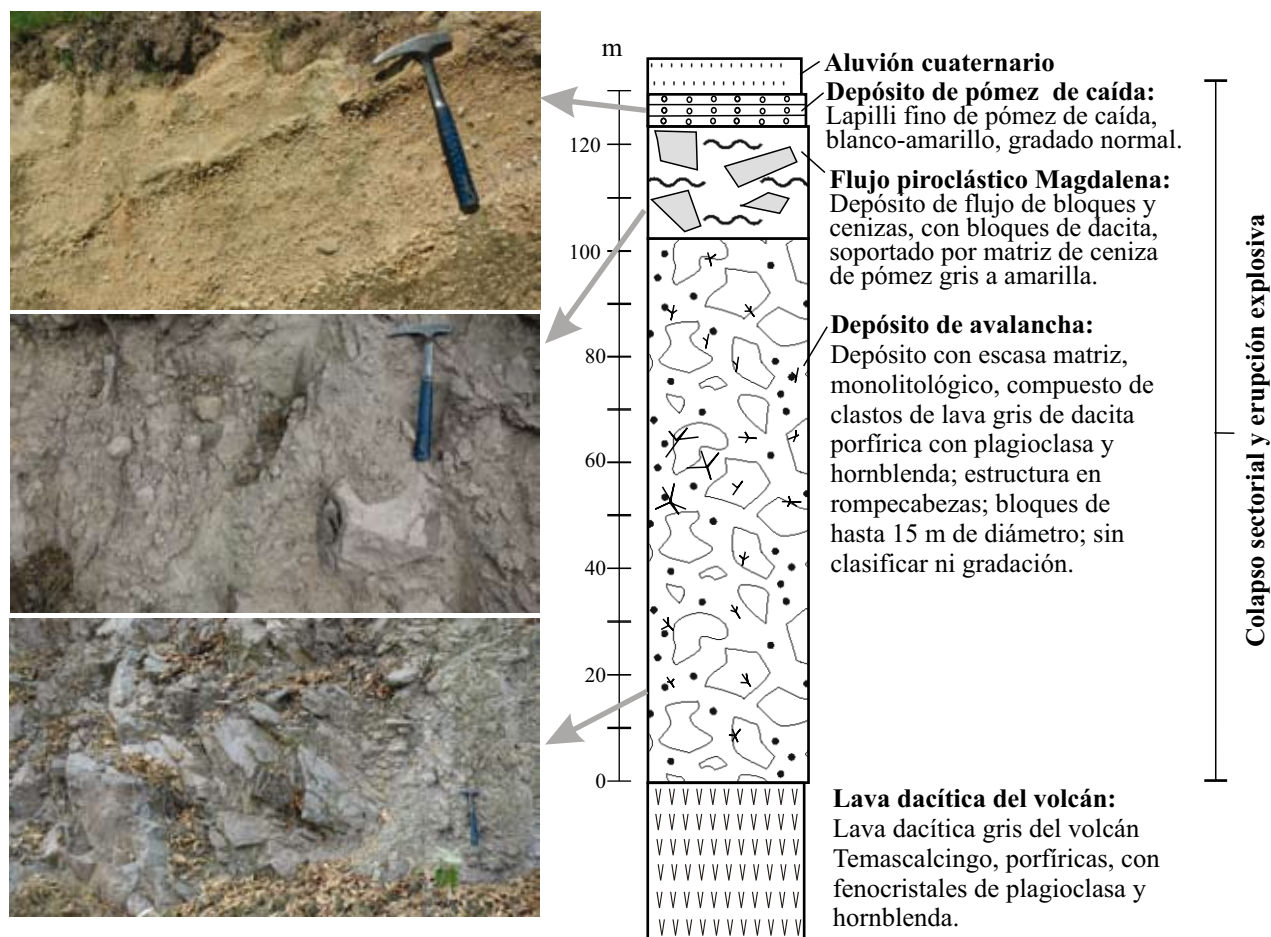 m
120
100
80
60
40
20
0
Aluvión cuaternario
Depósito de pómez de caída:
Lapilli fino de pómez de caída,
blanco-amarillo, gradado normal.
Flujo piroclástico Magdalena:
Depósito de flujo de bloques y
cenizas, con bloques de dacita,
soportado por matriz de ceniza
de pómez gris a amarilla.
Depósito de avalancha:
Depósito con escasa matriz,
monolitológico, compuesto de
clastos de lava gris de dacita
porfírica con plagioclasa y
hornblenda; estructura en
rompecabezas; bloques de
hasta 15 m de diámetro; sin
clasificar ni gradación.
Lava dacítica del volcán:
Lava dacítica gris del volcán
Temascalcingo, porfíricas, con
fenocristales de plagioclasa y
hornblenda.
Colapso sectorial y erupción explosiva